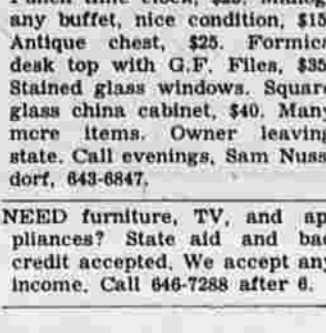 any buffet, nice condition, $15
Antique chest, $25. Formic
desk top with G.F. Files, $35
Stained glass windows. Squar
glass china cabinet, $40. Many
more items. Owner leaving
state. Call evenings, Sam Nuss
dorf, 643-6847.
NEED furniture, TV, and ap
pliances? State aid and bad
credit accepted. We accept any
income. Call 646-7288 after 6.